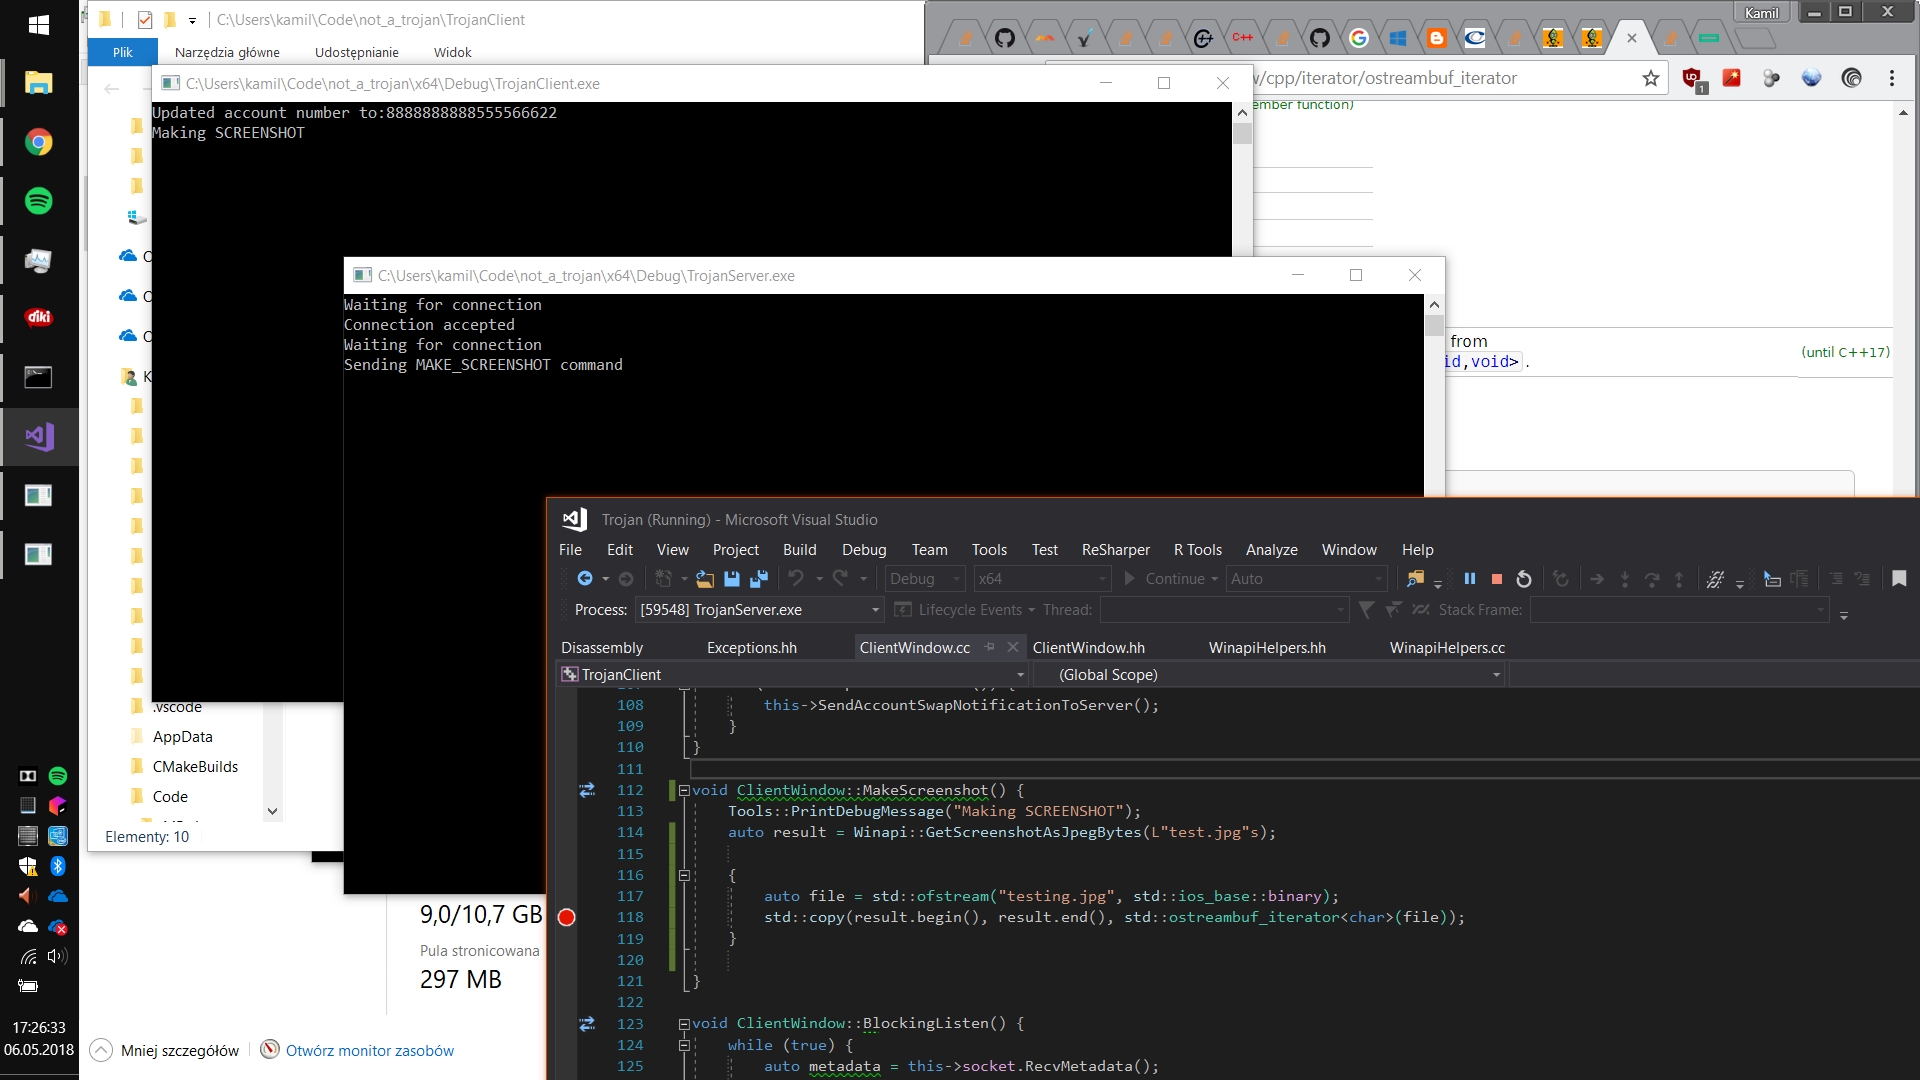 C:\Users\kamil\Code\not_a_trojan\TrojanClient
Kamil
Plik Narzędzia główne Udostępnianie Widok
C:\Users\kamil\Code\not_a_trojan\x64\Debug\TrojanClient.exe
/cpp/iterator/ostreambuf_iterator
ember function)
Updated account number to:8888888888555566622
Making SCREENSHOT
C:\Users\kamil\Code\not_a_trojan\x64\Debug\TrojanServer.exe
Waiting for connection
Connection accepted
Waiting for connection
Sending MAKE_SCREENSHOT command
from
id,void>.
(until C++17)
diki
.vscode
AppData
CMakeBuilds
Code
Elementy: 10
9,0/10,7 GB
Pula stronicowana
297 MB
Mniej szczegółów Otwórz monitor zasobów
17:26:33
06.05.2018
Trojan (Running) - Microsoft Visual Studio
File Edit View Project Build Debug Team Tools Test ReSharper R Tools Analyze Window Help
Debug x64 Continue Auto
Process: [59548] TrojanServer.exe Lifecycle Events Thread: Stack Frame:
Disassembly Exceptions.hh ClientWindow.cc ClientWindow.hh WinapiHelpers.hh WinapiHelpers.cc
TrojanClient (Global Scope)
108 this->SendAccountSwapNotificationToServer();
109 }
110 }
111
112 void ClientWindow::MakeScreenshot() {
113 Tools::PrintDebugMessage("Making SCREENSHOT");
114 auto result = Winapi::GetScreenshotAsJpegBytes(L"test.jpg"s);
115
116 {
117 auto file = std::ofstream("testing.jpg", std::ios_base::binary);
118 std::copy(result.begin(), result.end(), std::ostreambuf_iterator<char>(file));
119 }
120
121 }
122
123 void ClientWindow::BlockingListen() {
124 while (true) {
125 auto metadata = this->socket.RecvMetadata();